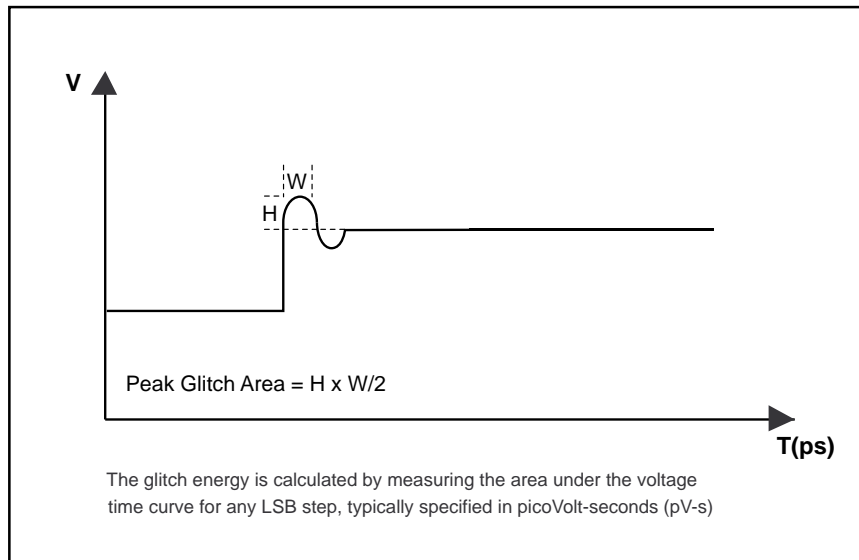 V
W
H
Peak Glitch Area = H x W/2
T(ps)
The glitch energy is calculated by measuring the area under the voltage
time curve for any LSB step, typically specified in picoVolt-seconds (pV-s)